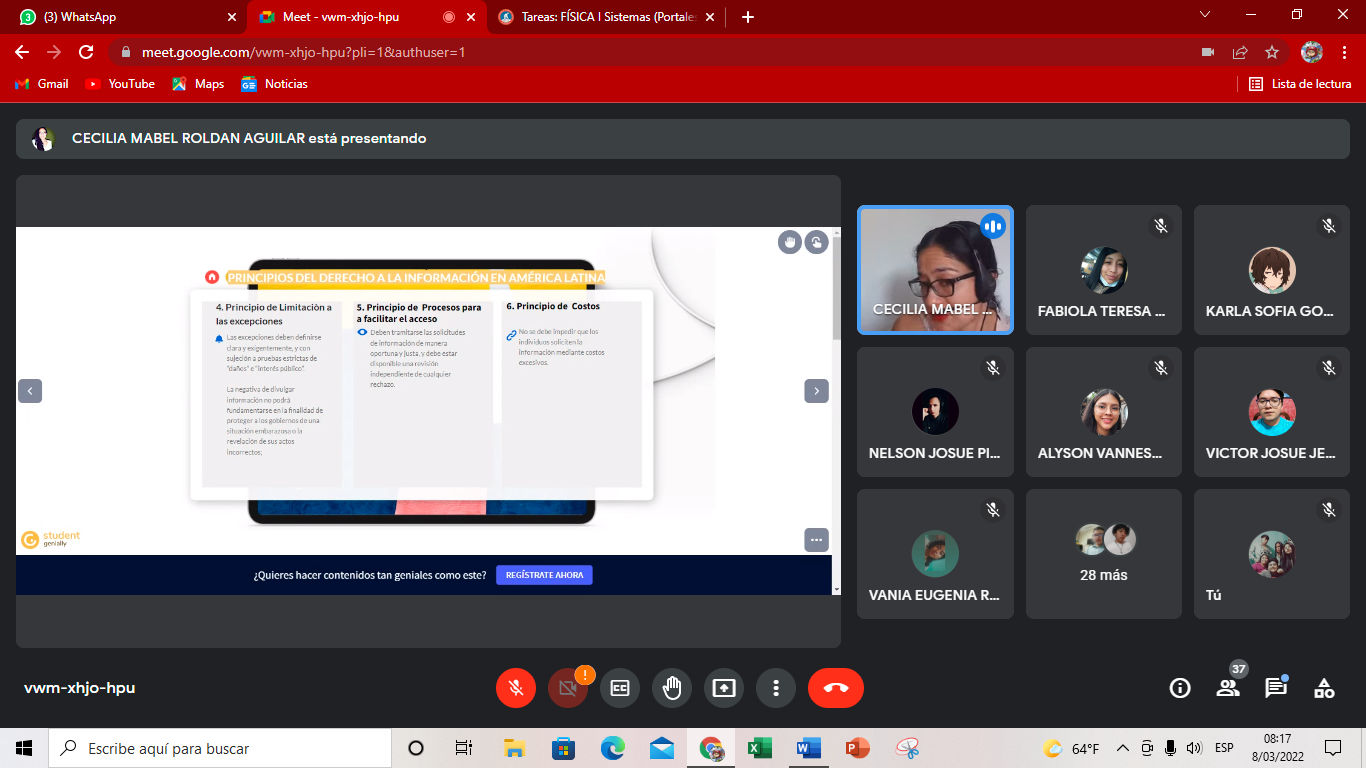 (3) WhatsApp
Meet - vwm-xhjo-hpu
Tareas: FÍSICA I Sistemas (Portales
meet.google.com/vwm-xhjo-hpu?pli=1&authuser=1
Gmail
YouTube
Maps
Noticias
Lista de lectura
CECILIA MABEL ROLDAN AGUILAR está presentando
PRINCIPIOS DEL DERECHO A LA INFORMACIÓN EN AMÉRICA LATINA
4. Principio de Limitación a
las excepciones
Las excepciones deben definirse
clara y exigentemente, y con
sujeción a pruebas estrictas de
"daños" e "interés público".
La negativa de divulgar
información no podrá
fundamentarse en la finalidad de
proteger a los gobiernos de una
situación embarazosa o la
revelación de sus actos
incorrectos;
5. Principio de Procesos para
a facilitar el acceso
Deben tramitarse las solicitudes
de información de manera
oportuna y justa, y debe estar
disponible una revisión
independiente de cualquier
rechazo.
6. Principio de Costos
No se debe impedir que los
individuos soliciten la
información mediante costos
excesivos.
student
genially
¿Quieres hacer contenidos tan geniales como este?
REGÍSTRATE AHORA
CECILIA MABEL ...
FABIOLA TERESA ...
KARLA SOFIA GO...
NELSON JOSUE PI...
ALYSON VANNES...
VICTOR JOSUE JE...
VANIA EUGENIA R...
28 más
Tú
vwm-xhjo-hpu
37
Escribe aquí para buscar
64°F
ESP
08:17
8/03/2022